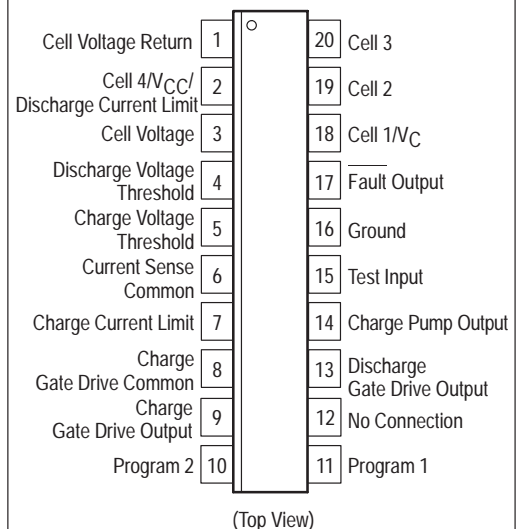 Cell Voltage Return 1
Cell 4/VCC/
Discharge Current Limit 2
Cell Voltage 3
Discharge Voltage
Threshold 4
Charge Voltage
Threshold 5
Current Sense
Common 6
Charge Current Limit 7
Charge
Gate Drive Common 8
Charge
Gate Drive Output 9
Program 2 10
20 Cell 3
19 Cell 2
18 Cell 1/VC
17 Fault Output
16 Ground
15 Test Input
14 Charge Pump Output
13 Discharge
Gate Drive Output
12 No Connection
11 Program 1
(Top View)